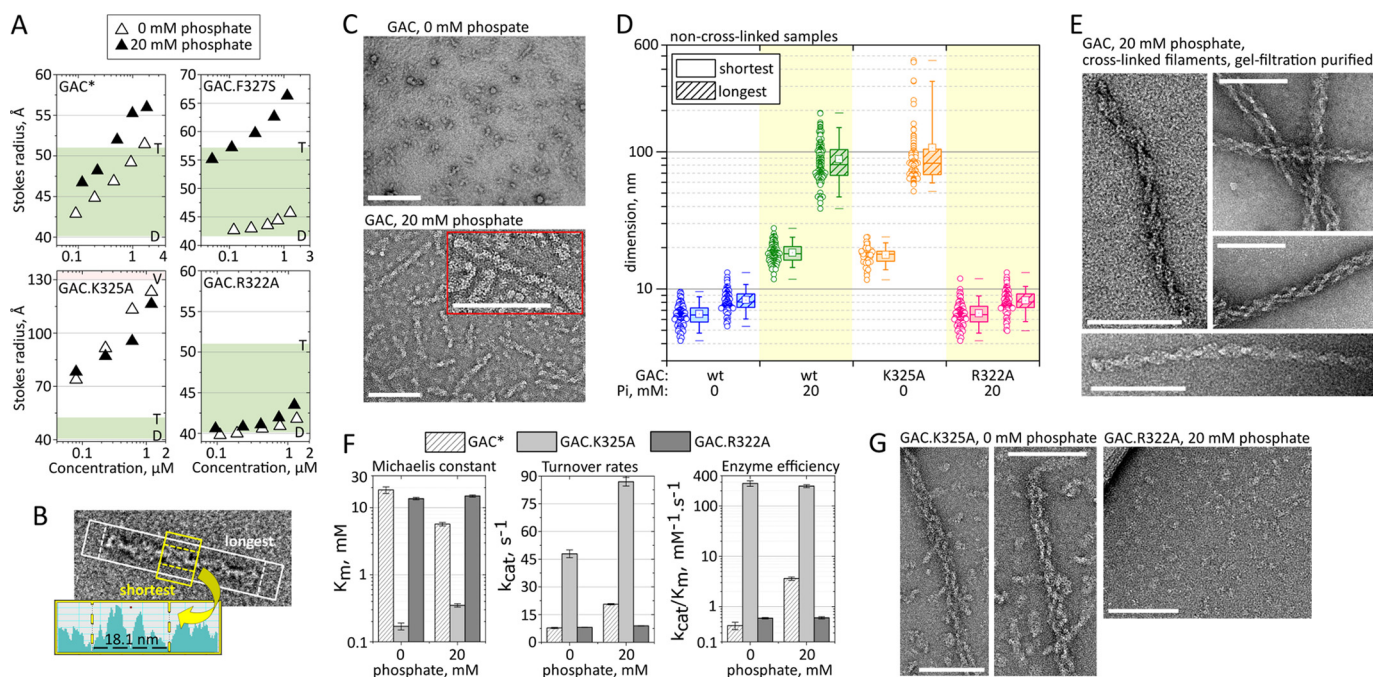 A
0 mM phosphate
20 mM phosphate
GAC*
GAC.F327S
Stokes radius, Å
60
55
50
45
40
T
D
70
65
60
55
50
45
40
T
D
0.1
1
4
0.1
1
3
GAC.K325A
GAC.R322A
Stokes radius, Å
130
100
70
40
V
T
D
60
55
50
45
40
T
D
0.1
1
2
0.1
1
2
Concentration, μM
Concentration, μM
B
longest
shortest
18.1 nm
C
GAC, 0 mM phospate
GAC, 20 mM phosphate
D
non-cross-linked samples
shortest
longest
dimension, nm
600
100
10
GAC:
wt
wt
K325A
R322A
Pi, mM:
0
20
0
20
E
GAC, 20 mM phosphate,
cross-linked filaments, gel-filtration purified
F
GAC*
GAC.K325A
GAC.R322A
Michaelis constant
Turnover rates
Enzyme efficiency
Km, mM
30
10
1
0.1
0
20
phosphate, mM
kcat, s-1
90
75
60
45
30
15
0
0
20
phosphate, mM
kcat/Km, mM-1.s-1
400
100
10
1
0.1
0
20
phosphate, mM
G
GAC.K325A, 0 mM phosphate
GAC.R322A, 20 mM phosphate